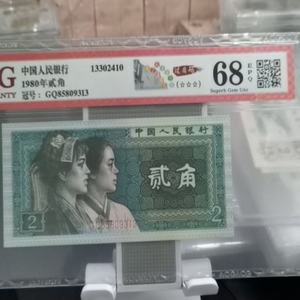 G
NTY
中国人民银行
1980年贰角
冠号：GQ85809313
13302410
(☆☆☆)
68 EPQ
Superb Gem Unc
中国人民银行
贰角
2
2